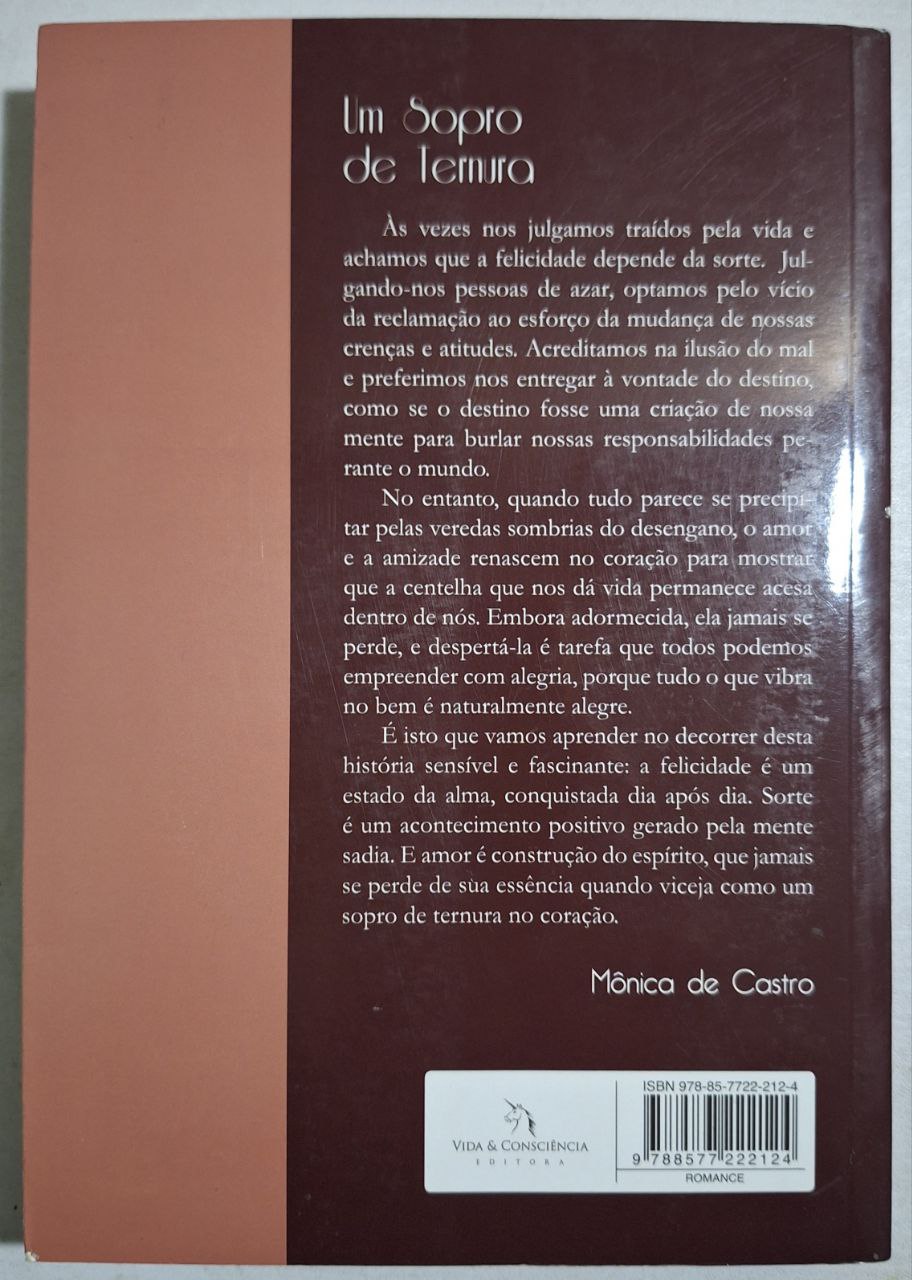 Um Sopro
de Ternura
Às vezes nos julgamos traídos pela vida e
achamos que a felicidade depende da sorte. Jul-
gando-nos pessoas de azar, optamos pelo vício
da reclamação ao esforço da mudança de nossas
crenças e atitudes. Acreditamos na ilusão do mal
e preferimos nos entregar à vontade do destino,
como se o destino fosse uma criação de nossa
mente para burlar nossas responsabilidades pe-
rante o mundo.
No entanto, quando tudo parece se precipi-
tar pelas veredas sombrias do desengano, o amor
e a amizade renascem no coração para mostrar
que a centelha que nos dá vida permanece acesa
dentro de nós. Embora adormecida, ela jamais se
perde, e despertá-la é tarefa que todos podemos
empreender com alegria, porque tudo o que vibra
no bem é naturalmente alegre.
É isto que vamos aprender no decorrer desta
história sensível e fascinante: a felicidade é um
estado da alma, conquistada dia após dia. Sorte
é um acontecimento positivo gerado pela mente
sadia. E amor é construção do espírito, que jamais
se perde de sua essência quando viceja como um
sopro de ternura no coração.
Mônica de Castro
VIDA & CONSCIÊNCIA
EDITORA
ISBN 978-85-7722-212-4
9 788577 222124
ROMANCE